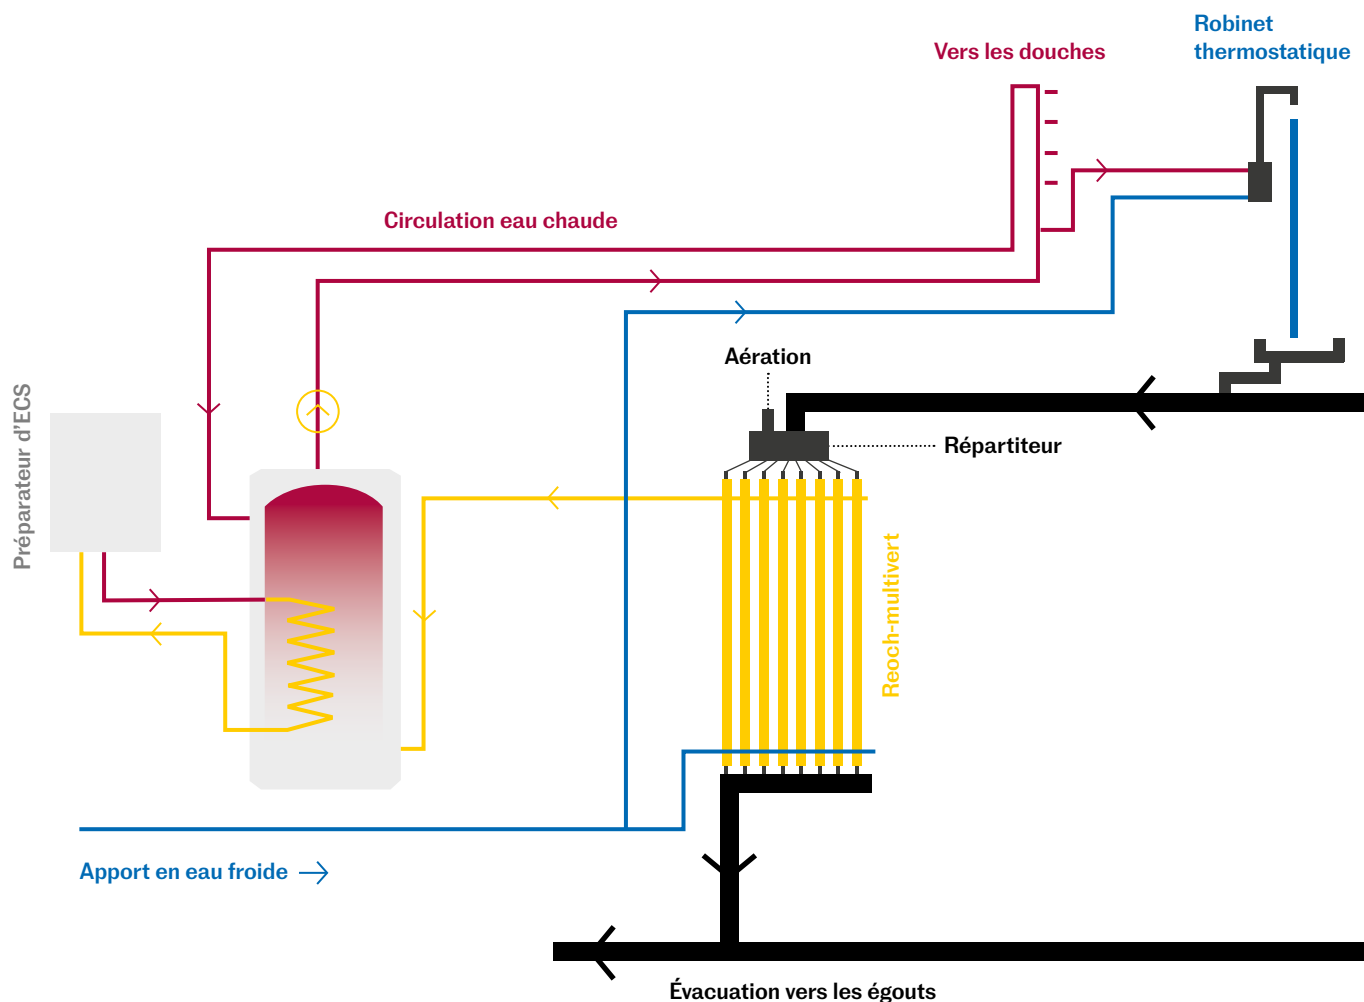 Robinet
thermostatique
Vers les douches
Circulation eau chaude
Aération
Répartiteur
Préparateur d'ECS
Reoch-multivert
Apport en eau froide
Évacuation vers les égouts